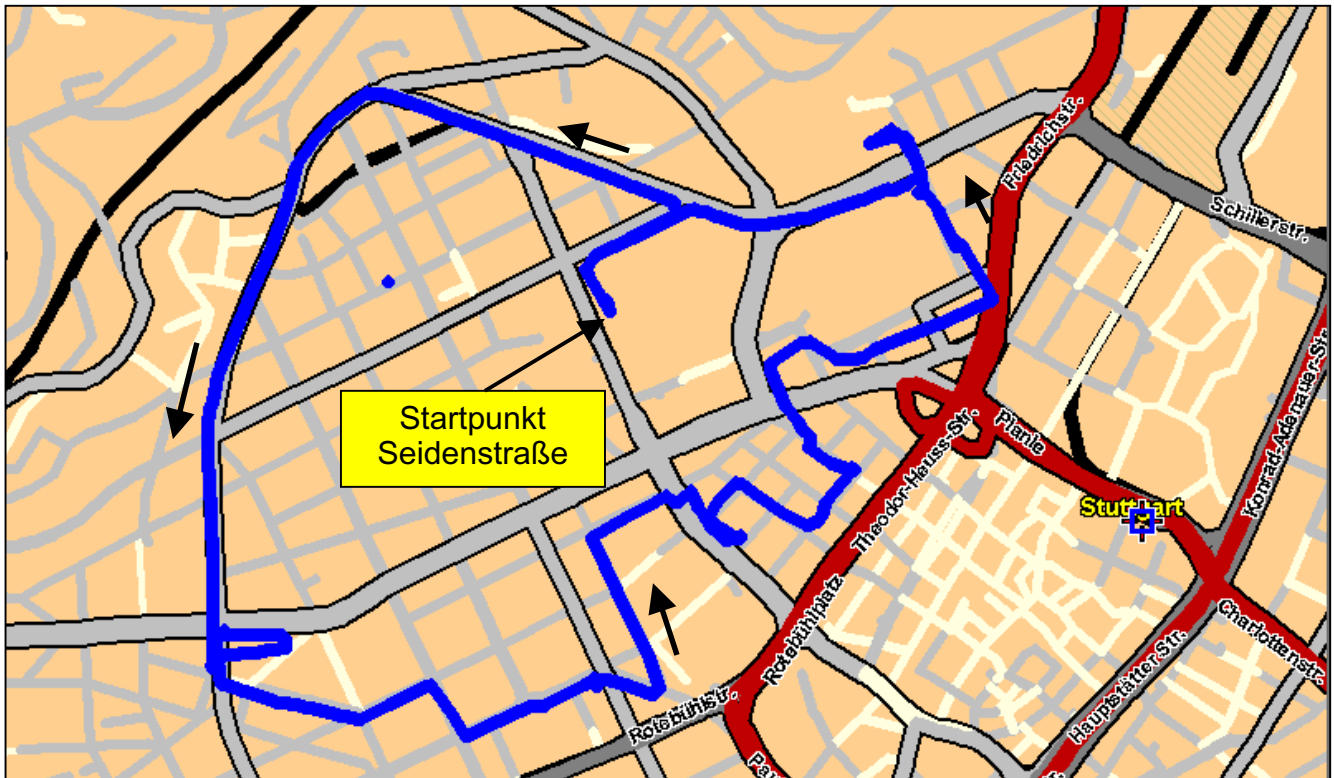 Friedrichstr.
Schillerstr.
Startpunkt
Seidenstraße
Theodor-Heuss-Str.
Planie
Stuttgart
Konrad-Adenauer-Str.
Rotebühlplatz
Rotebühlstr.
Hauptstätter Str.
Charlottenstr.